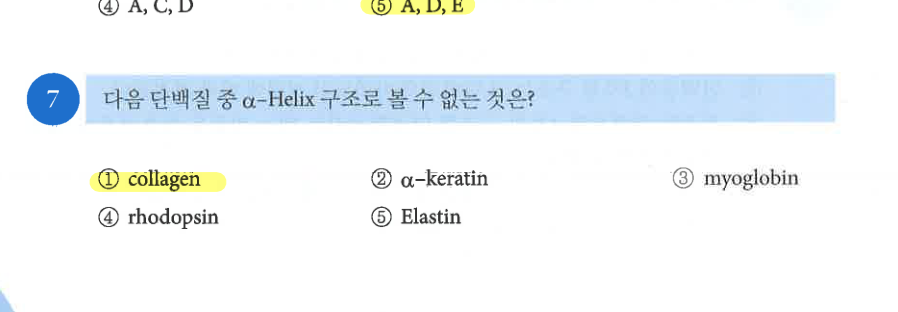 ④ A, C, D ⑤ A, D, E
7 다음 단백질 중 α-Helix 구조로 볼 수 없는 것은?
① collagen ② α-keratin ③ myoglobin
④ rhodopsin ⑤ Elastin